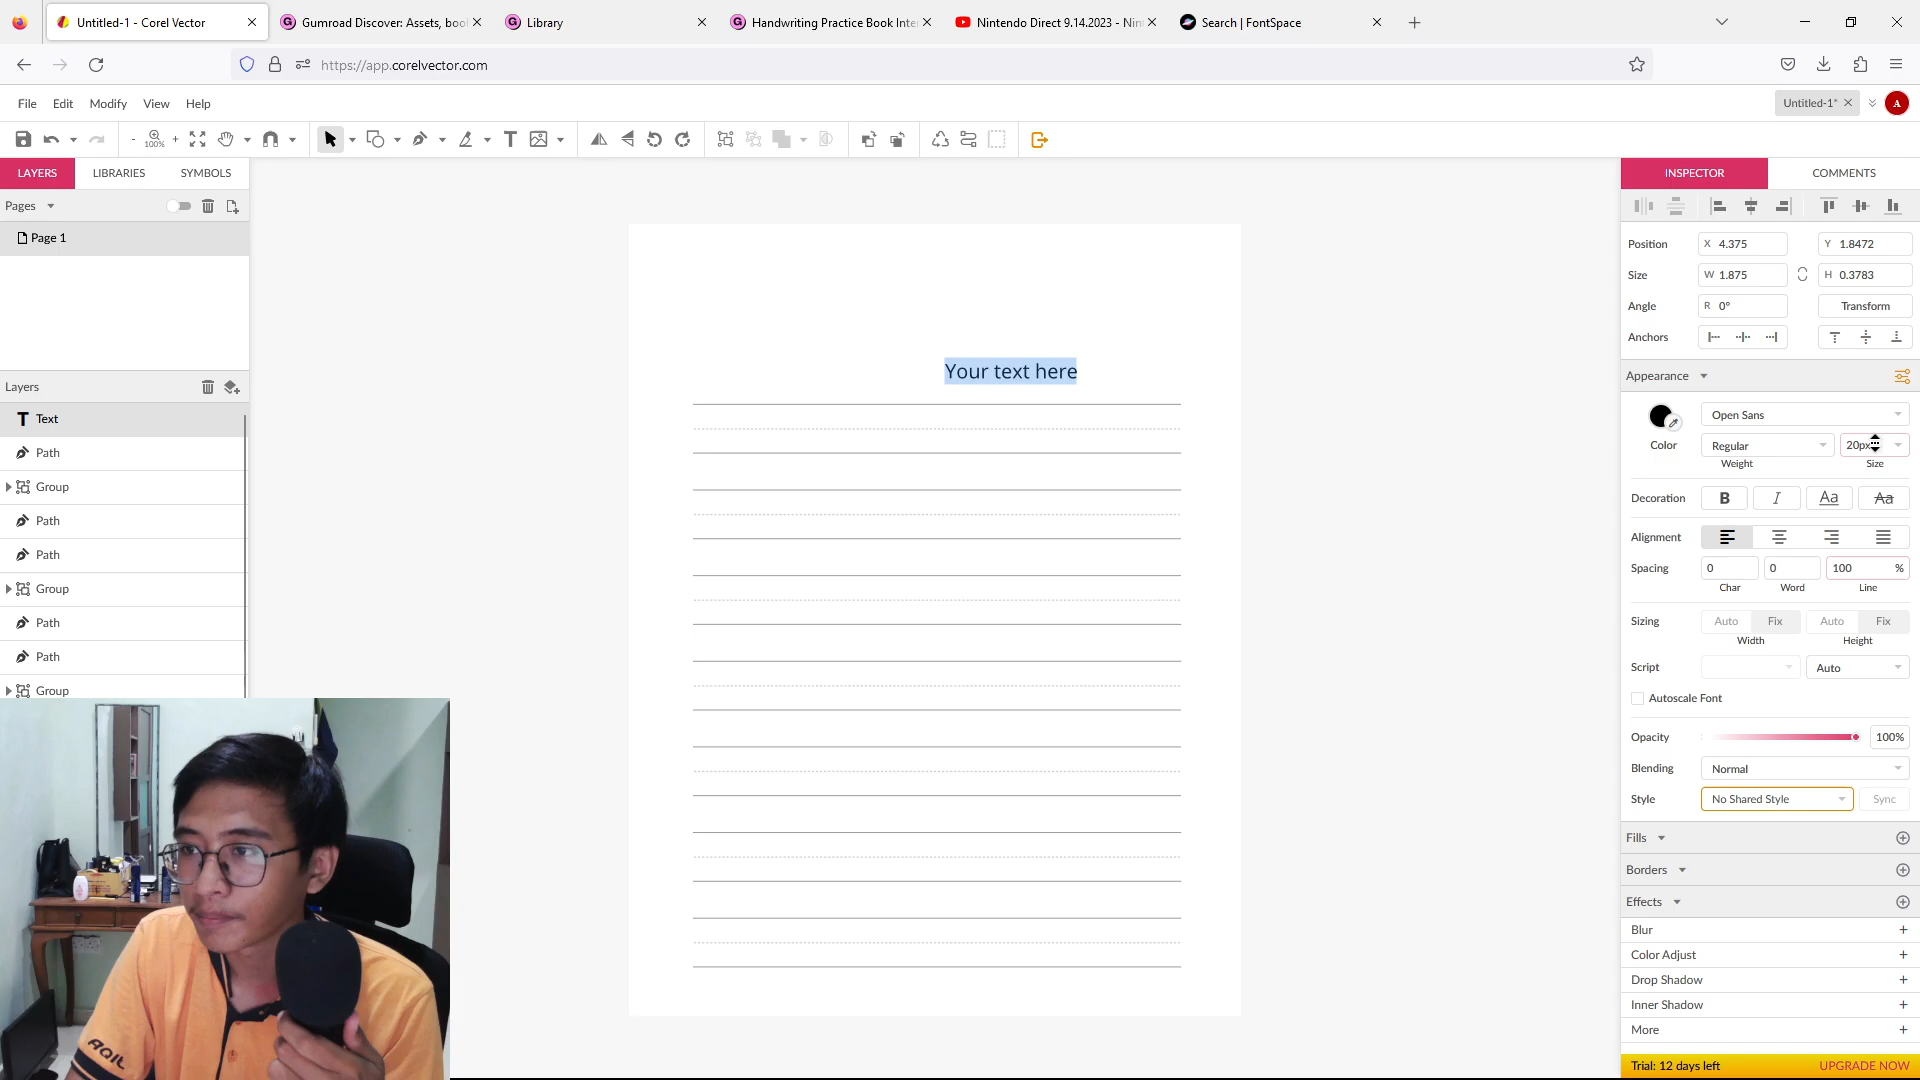 Untitled-1 - Corel Vector
Gumroad Discover: Assets, boo
Library
Handwriting Practice Book Inte
Nintendo Direct 9.14.2023 - Nin
Search | FontSpace
https://app.corelvector.com
File Edit Modify View Help
Untitled-1*
A
- 100% +
T
LAYERS LIBRARIES SYMBOLS
INSPECTOR COMMENTS
Pages
Page 1
Layers
T Text
Path
Group
Path
Path
Group
Path
Path
Group
Your text here
Position X 4.375 Y 1.8472
Size W 1.875 H 0.3783
Angle R 0° Transform
Anchors
Appearance
Open Sans
Color Regular 20px
Weight Size
Decoration B I Aa Aa
Alignment
Spacing 0 0 100 %
Char Word Line
Sizing Auto Fix Auto Fix
Width Height
Script Auto
Autoscale Font
Opacity 100%
Blending Normal
Style No Shared Style Sync
Fills
Borders
Effects
Blur +
Color Adjust +
Drop Shadow +
Inner Shadow +
More +
Trial: 12 days left UPGRADE NOW
AQIL